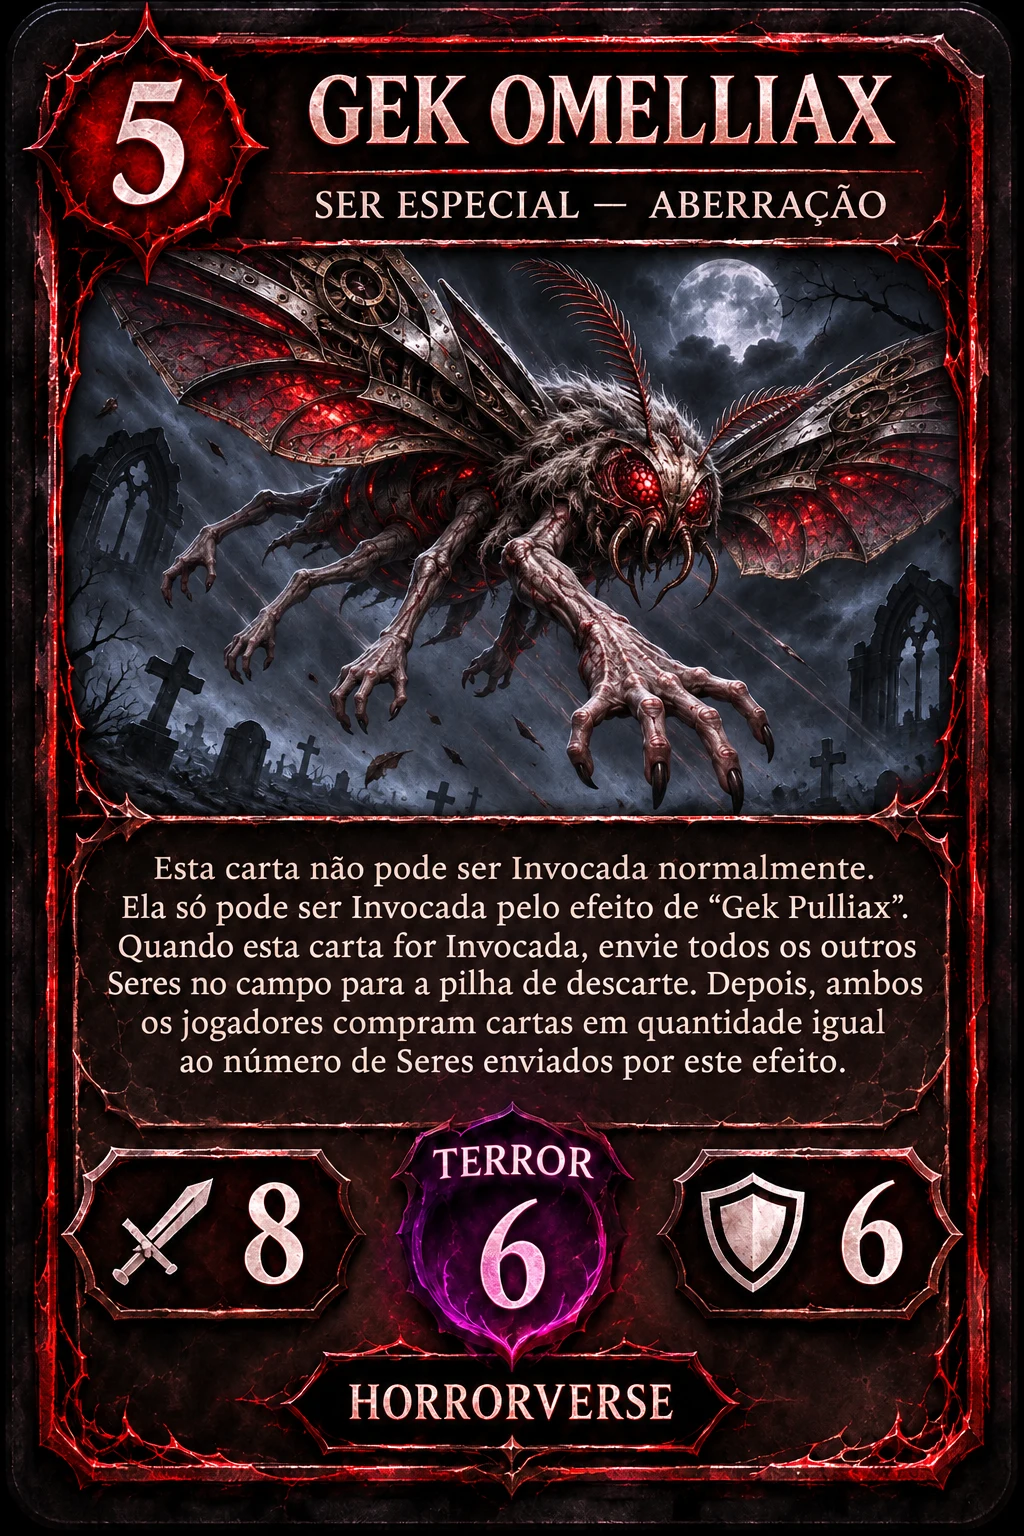 5
GEK OMELLIAX
SER ESPECIAL — ABERRAÇÃO
Esta carta não pode ser Invocada normalmente.
Ela só pode ser Invocada pelo efeito de “Gek Pulliax”.
Quando esta carta for Invocada, envie todos os outros
Seres no campo para a pilha de descarte. Depois, ambos
os jogadores compram cartas em quantidade igual
ao número de Seres enviados por este efeito.
TERROR
8
6
6
HORRORVERSE